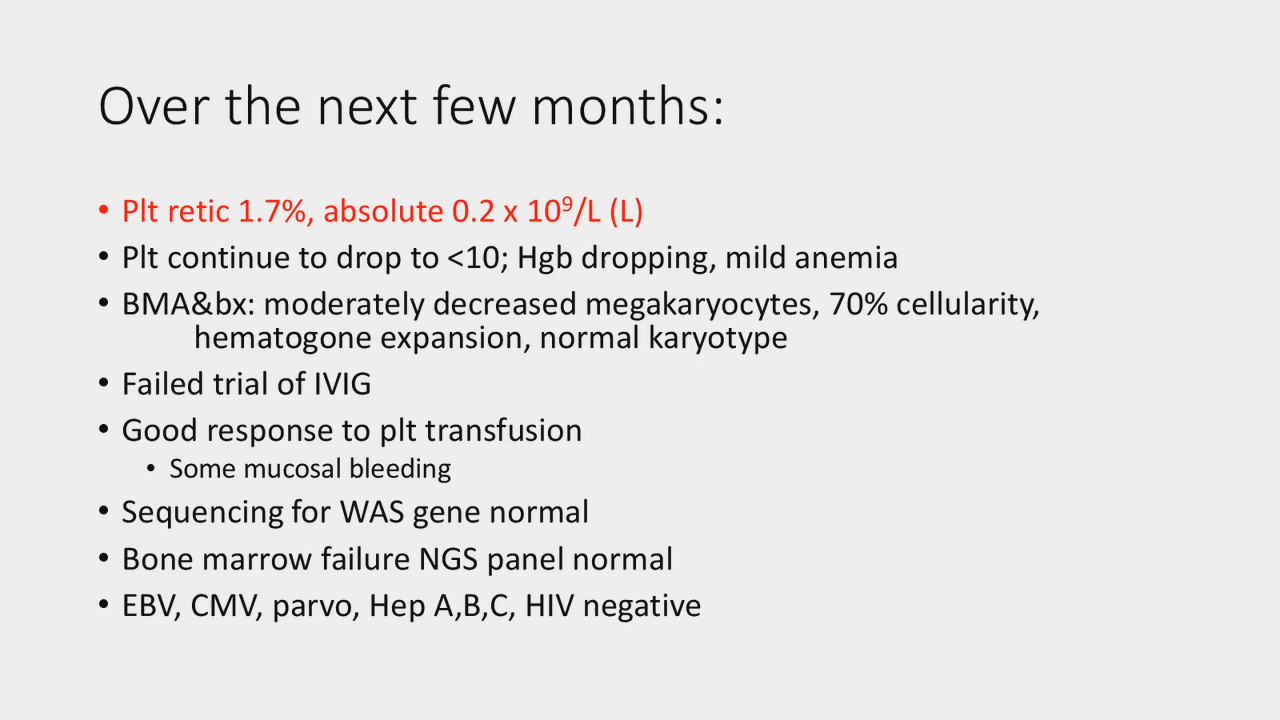 Over the next few months:
• Plt retic 1.7%, absolute 0.2 x 10⁹/L (L)
• Plt continue to drop to <10; Hgb dropping, mild anemia
• BMA&bx: moderately decreased megakaryocytes, 70% cellularity,
hematogone expansion, normal karyotype
• Failed trial of IVIG
• Good response to plt transfusion
• Some mucosal bleeding
• Sequencing for WAS gene normal
• Bone marrow failure NGS panel normal
• EBV, CMV, parvo, Hep A,B,C, HIV negative